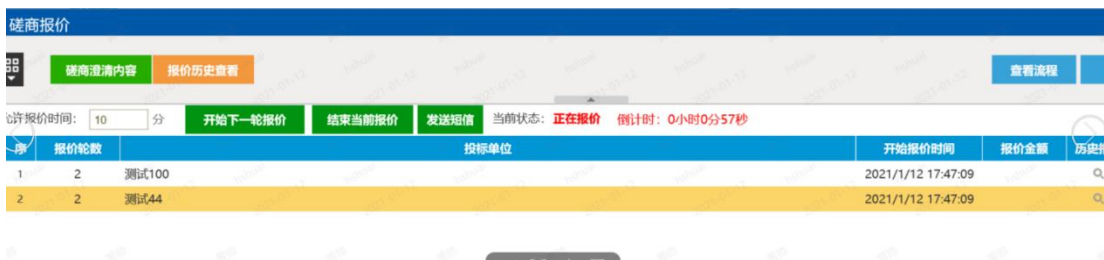 磋商报价
磋商澄清内容 报价历史查看 查看流程
允许报价时间: 10 分 开始下一轮报价 结束当前报价 发送短信 当前状态: 正在报价 倒计时: 0小时0分57秒
序 报价轮数 投标单位 开始报价时间 报价金额 历史
1 2 测试100 2021/1/12 17:47:09
2 2 测试44 2021/1/12 17:47:09